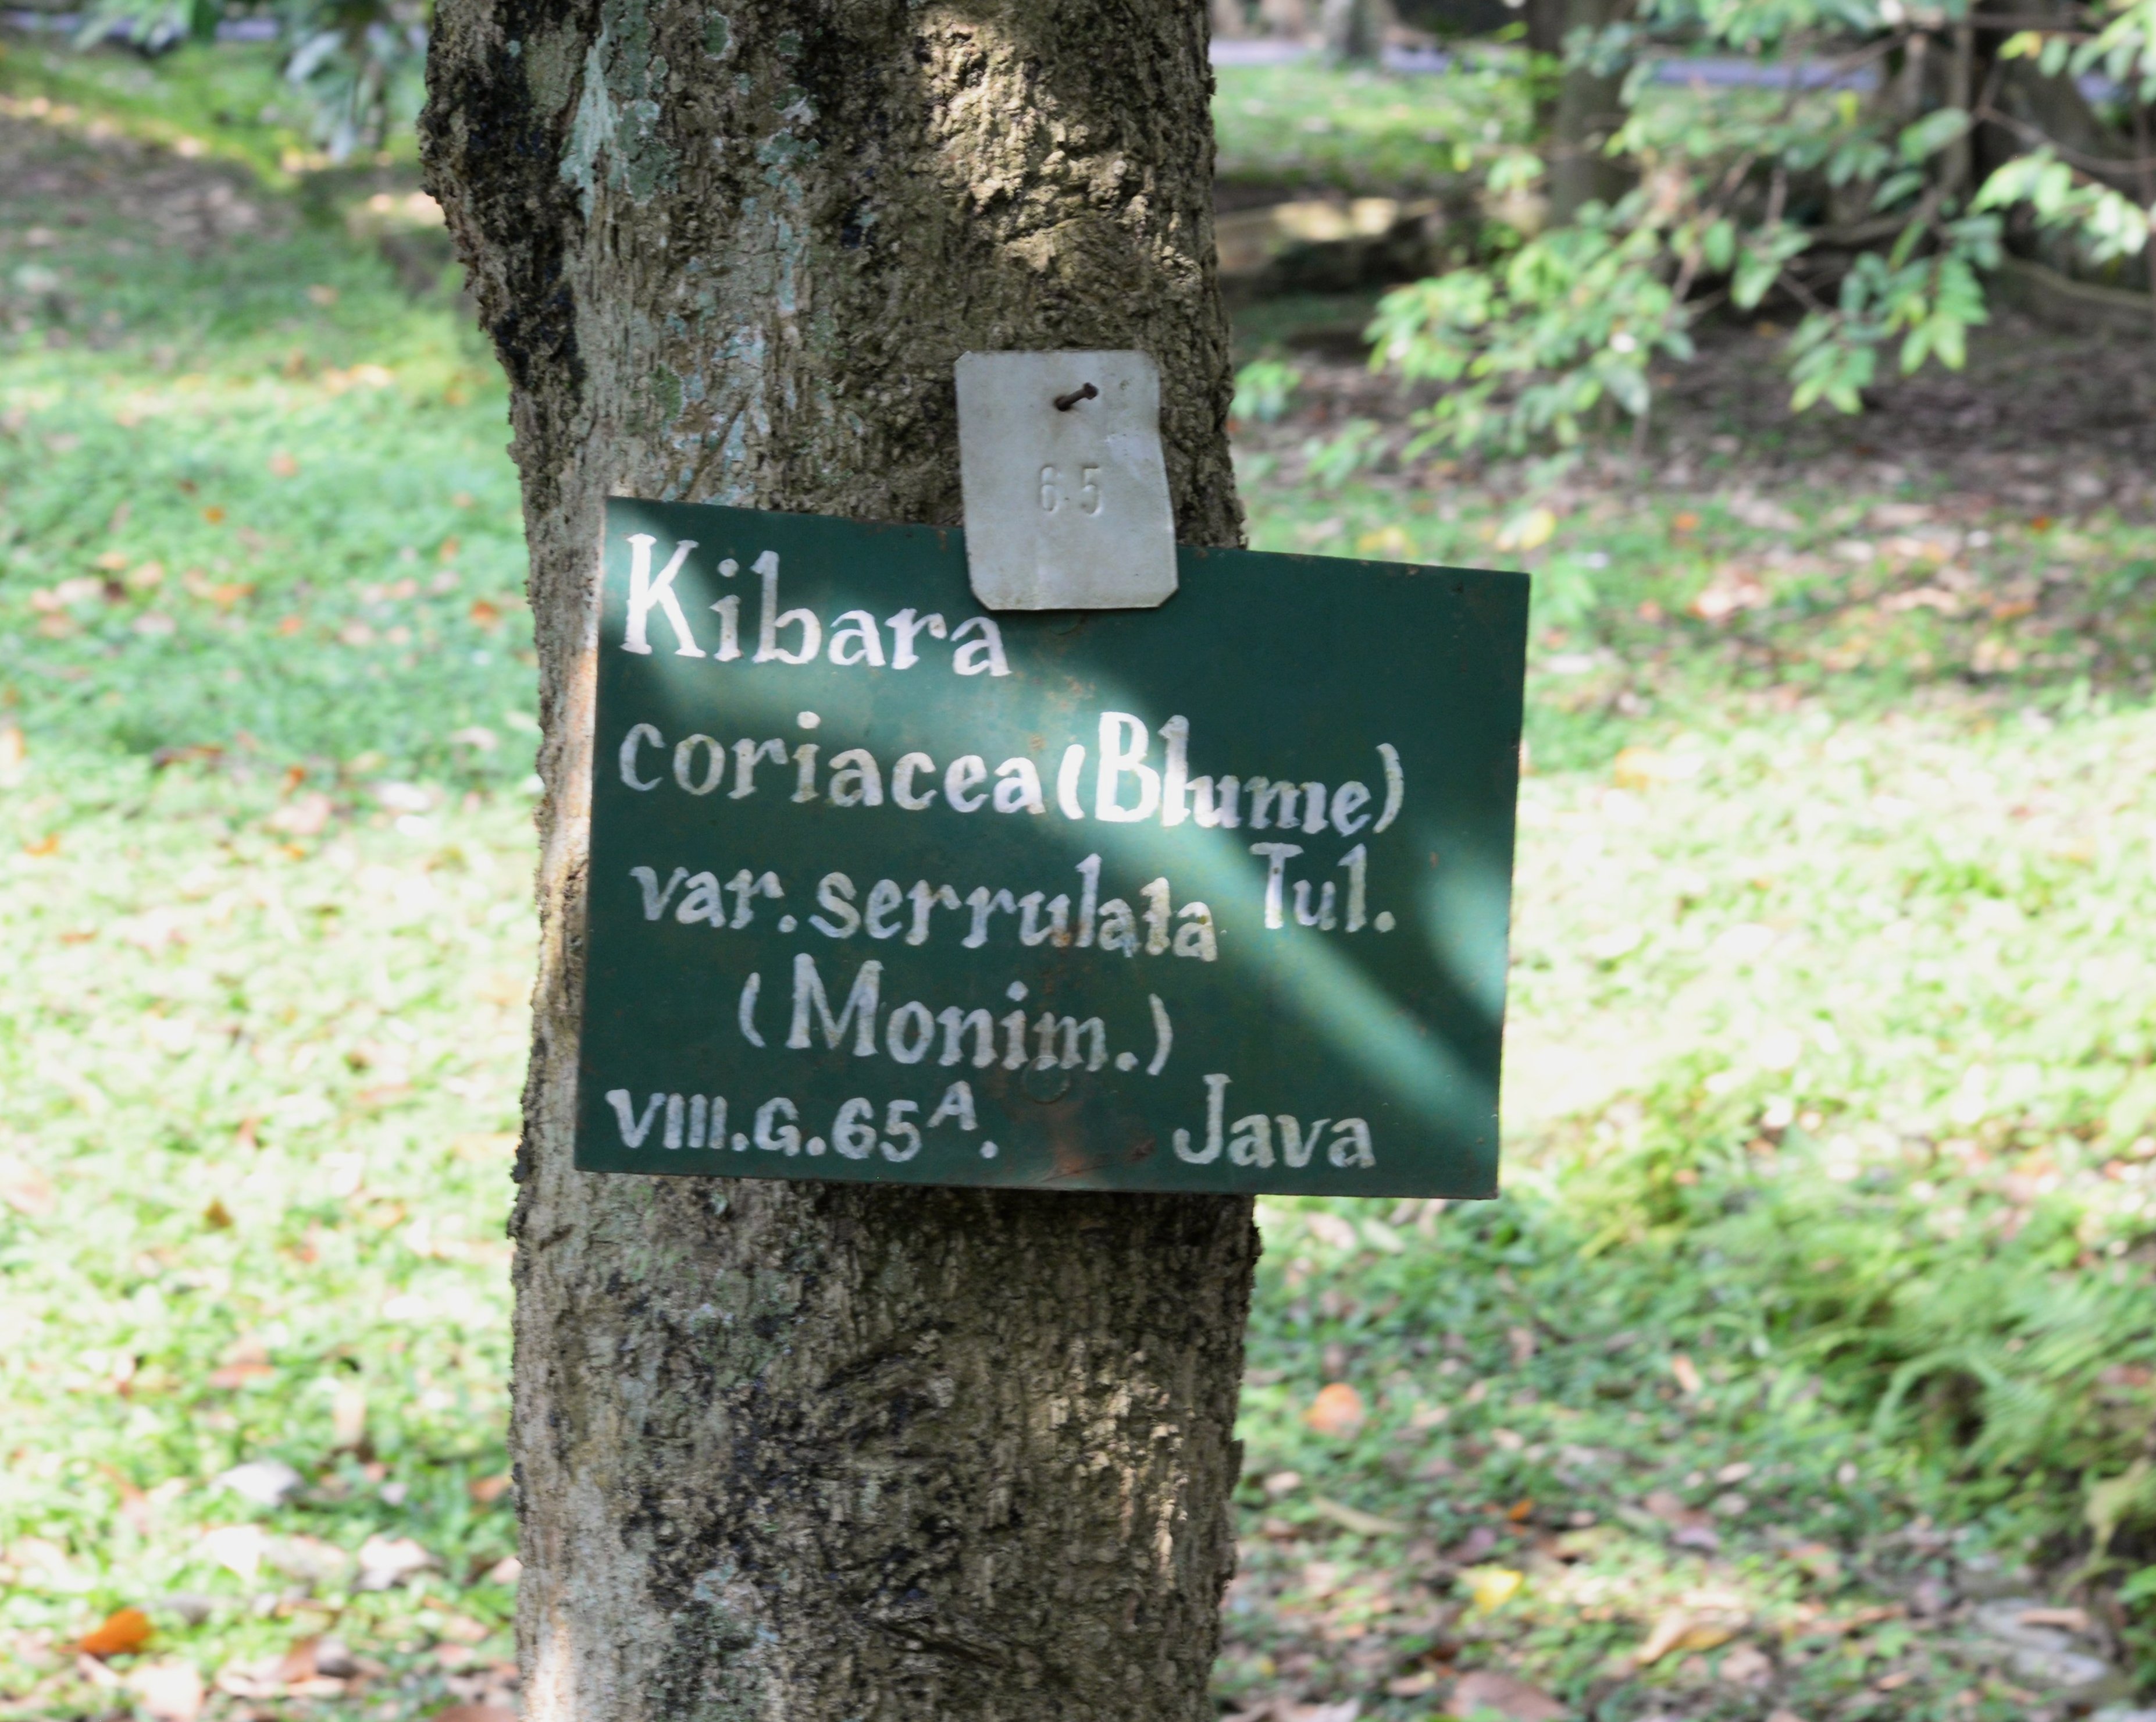 65
Kibara
coriacea (Blume)
Tul.
var. serrulata
(Monim.)
VIII.G.65A. Java